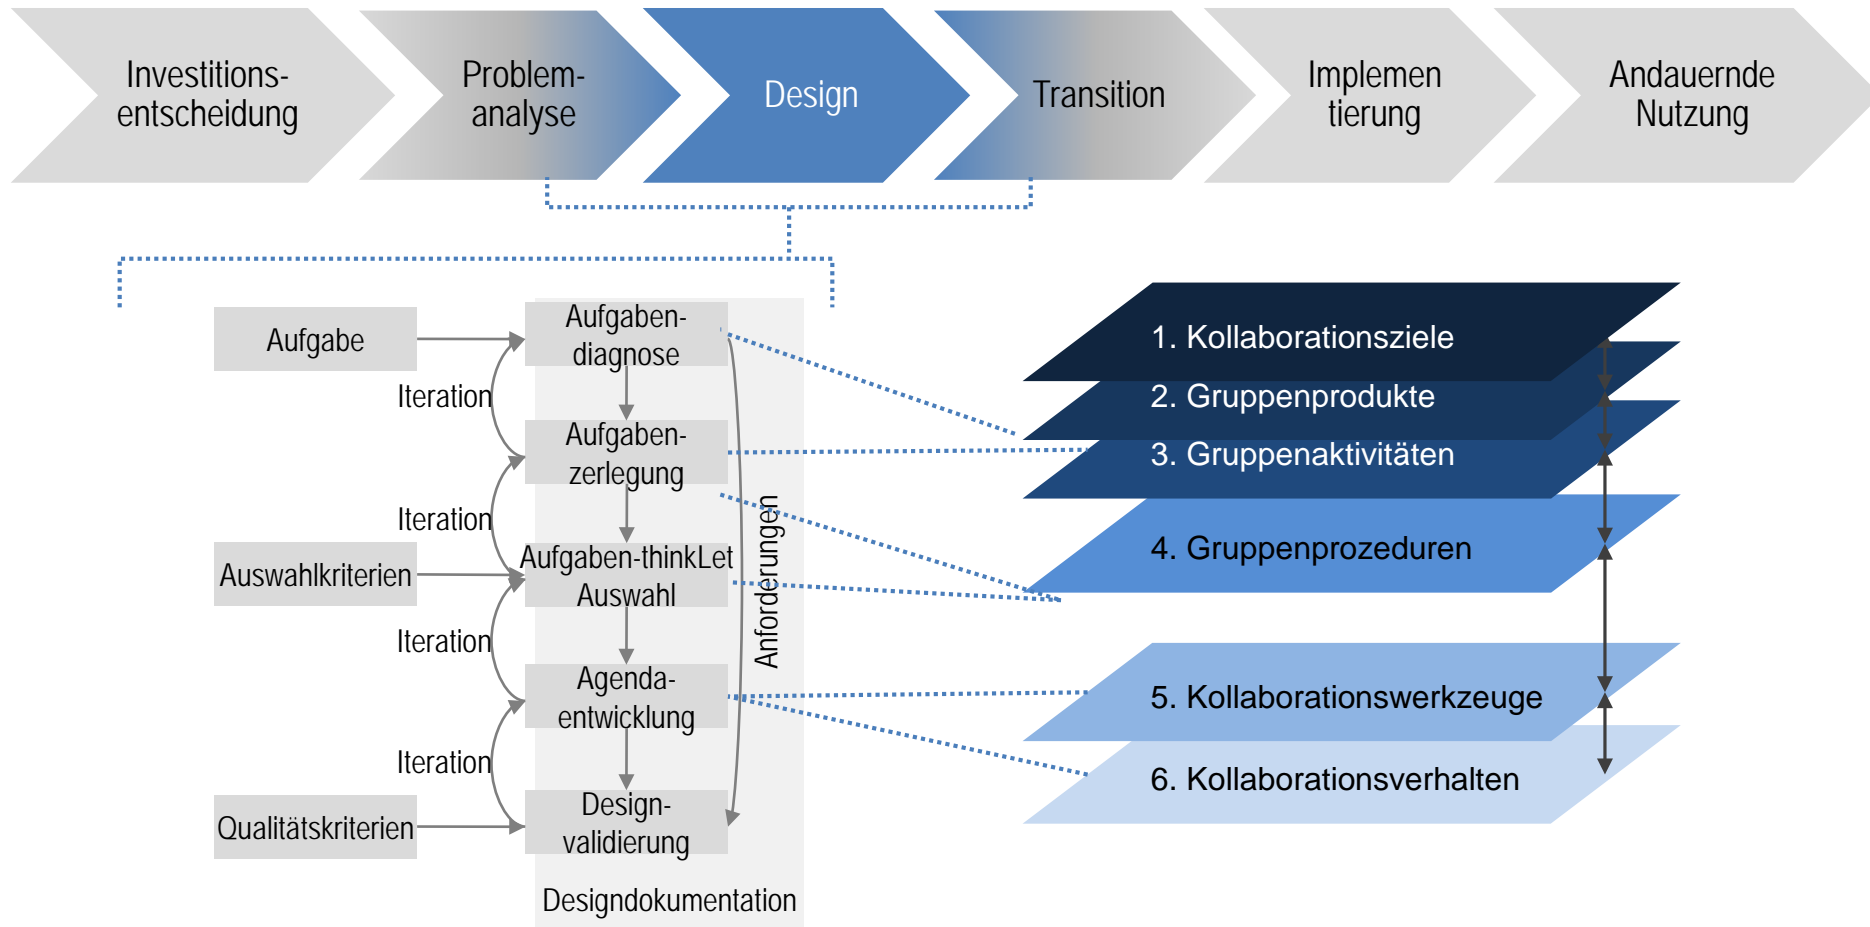 Investitions-
entscheidung
Problem-
analyse
Design
Transition
Implemen
tierung
Andauernde
Nutzung
Aufgabe
Aufgaben-
diagnose
Iteration
Aufgaben-
zerlegung
Iteration
Auswahlkriterien
Aufgaben-thinkLet
Auswahl
Iteration
Agenda-
entwicklung
Iteration
Qualitätskriterien
Design-
validierung
Anforderungen
Designdokumentation
1. Kollaborationsziele
2. Gruppenprodukte
3. Gruppenaktivitäten
4. Gruppenprozeduren
5. Kollaborationswerkzeuge
6. Kollaborationsverhalten